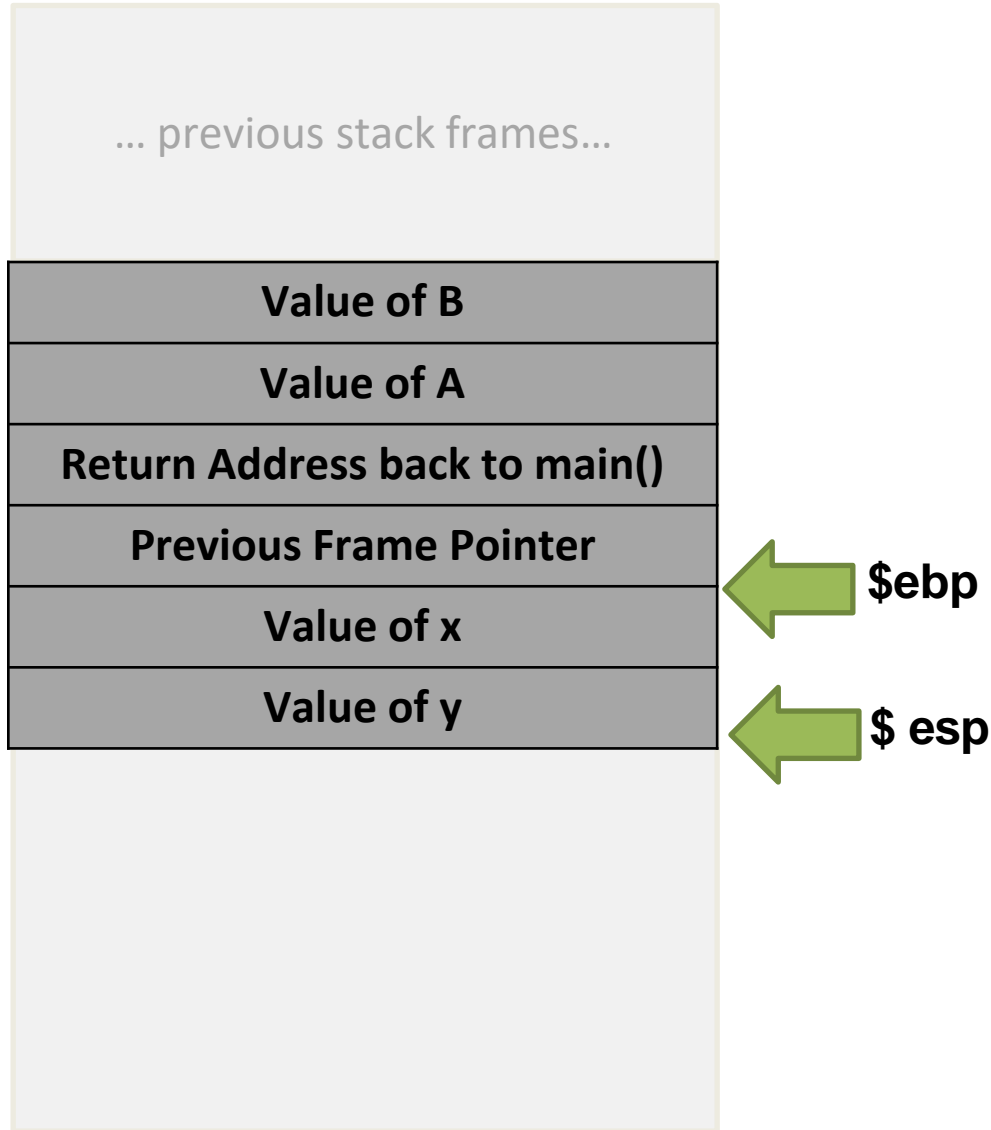 ... previous stack frames...
Value of B
Value of A
Return Address back to main()
Previous Frame Pointer
$ebp
Value of x
Value of y
$ esp